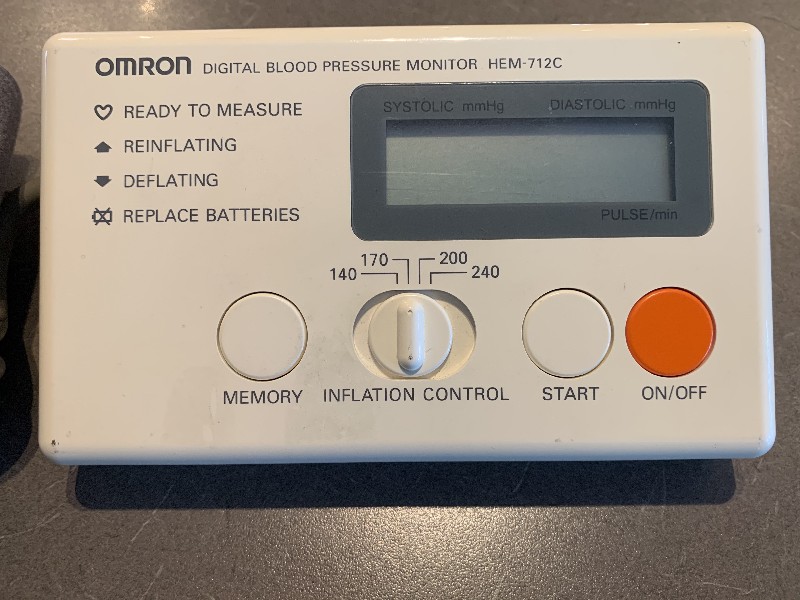 OMRON DIGITAL BLOOD PRESSURE MONITOR HEM-712C
READY TO MEASURE
REINFLATING
DEFLATING
REPLACE BATTERIES
SYSTOLIC mmHg DIASTOLIC mmHg
PULSE/min
170 200
140 240
MEMORY INFLATION CONTROL START ON/OFF